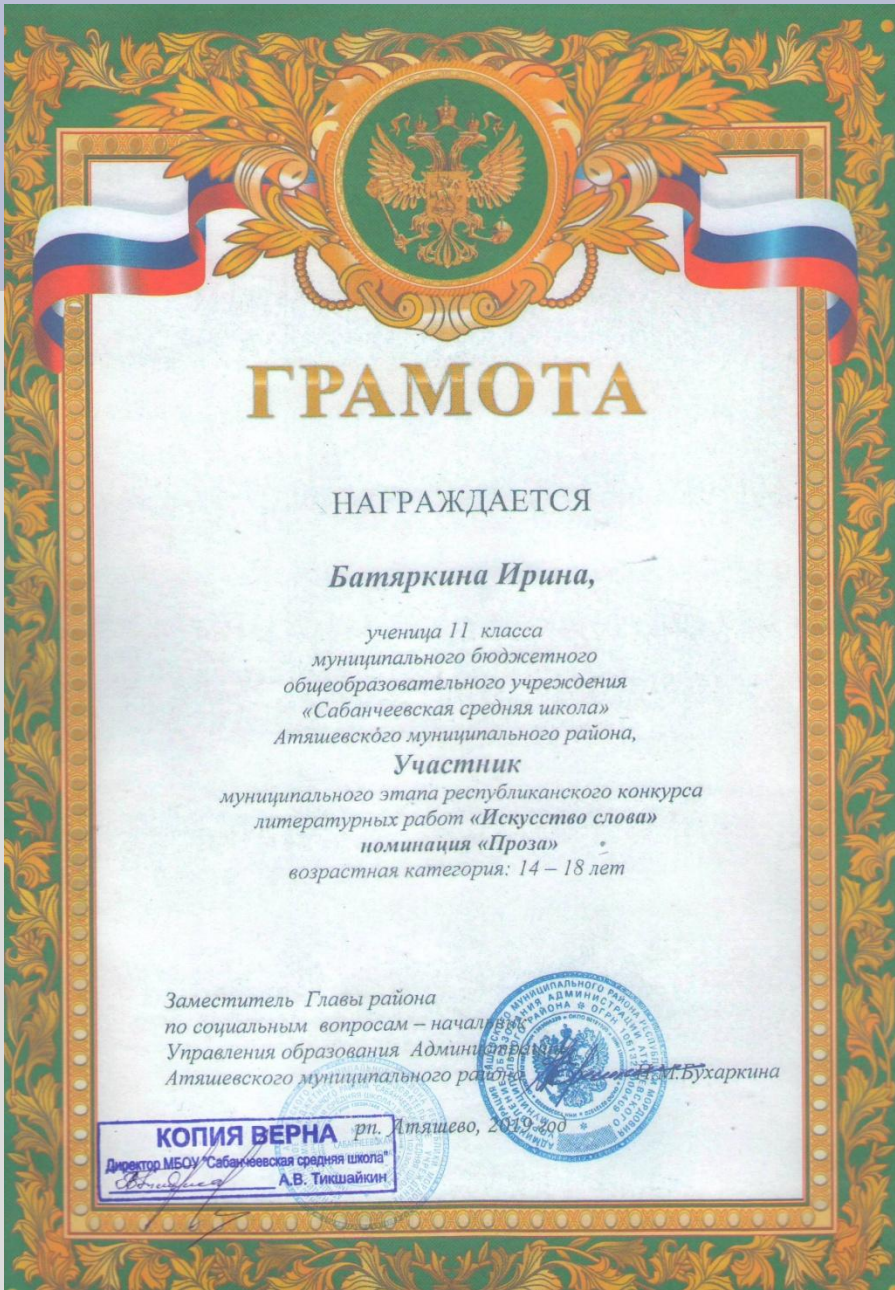 ГРАМОТА
НАГРАЖДАЕТСЯ
Батяркина Ирина,
ученица 11 класса
муниципального бюджетного
общеобразовательного учреждения
«Сабанчеевская средняя школа»
Атяшевского муниципального района,
Участник
муниципального этапа республиканского конкурса
литературных работ «Искусство слова»
номинация «Проза»
возрастная категория: 14 – 18 лет
Заместитель Главы района
по социальным вопросам – начальник
Управления образования Администрации
Атяшевского муниципального района М.Бухаркина
рп. Атяшево, 2019 год
КОПИЯ ВЕРНА
Директор МБОУ "Сабанчеевская средняя школа"
А.В. Тикшайкин